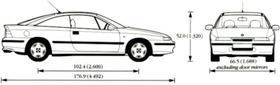 52.0 (1.320)
102.4 (2.600)
176.9 (4.492)
66.5 (1.688)
excluding door mirrors